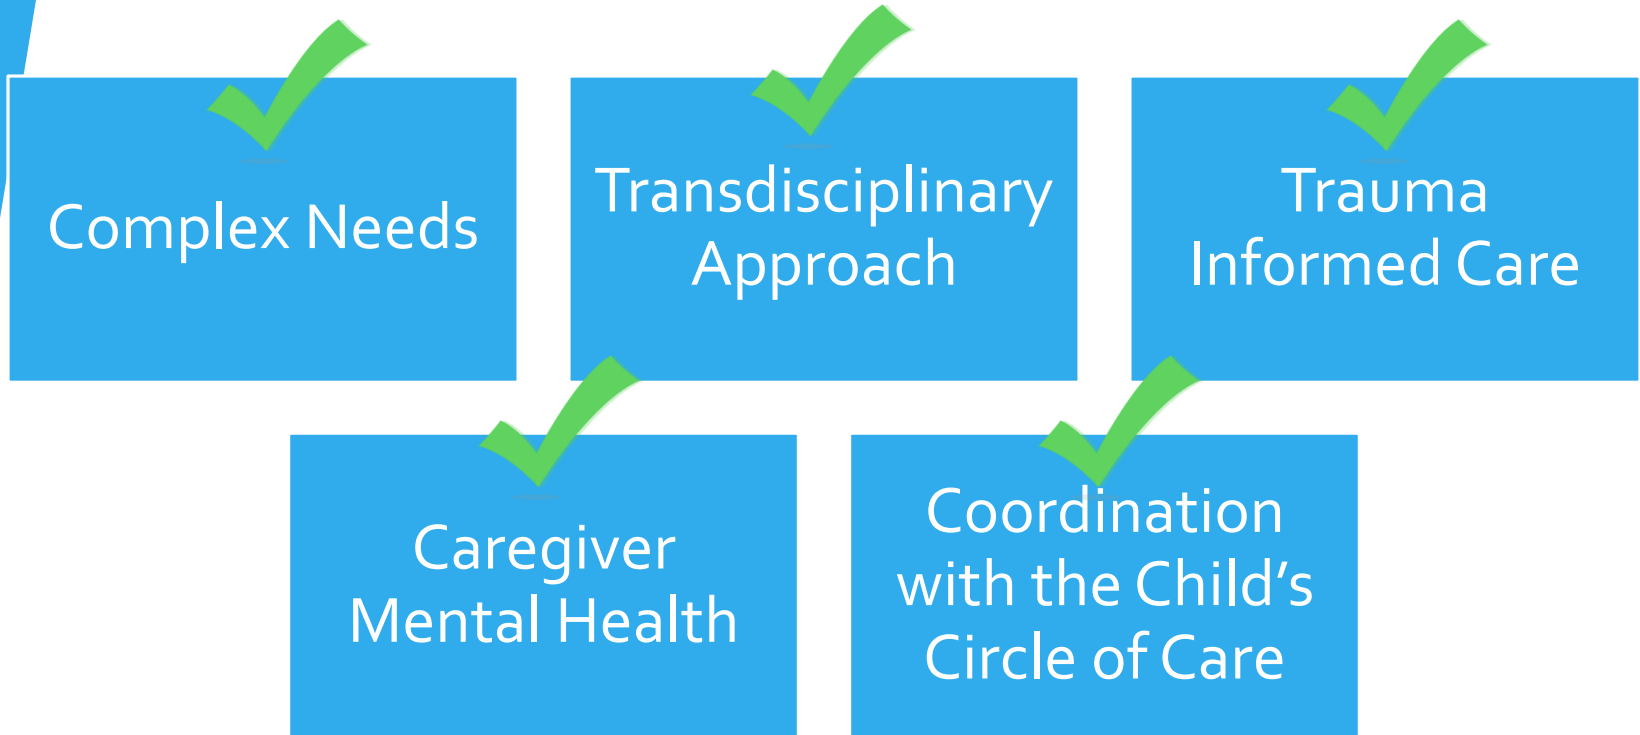 Complex Needs
Transdisciplinary
Approach
Trauma
Informed Care
Caregiver
Mental Health
Coordination
with the Child’s
Circle of Care